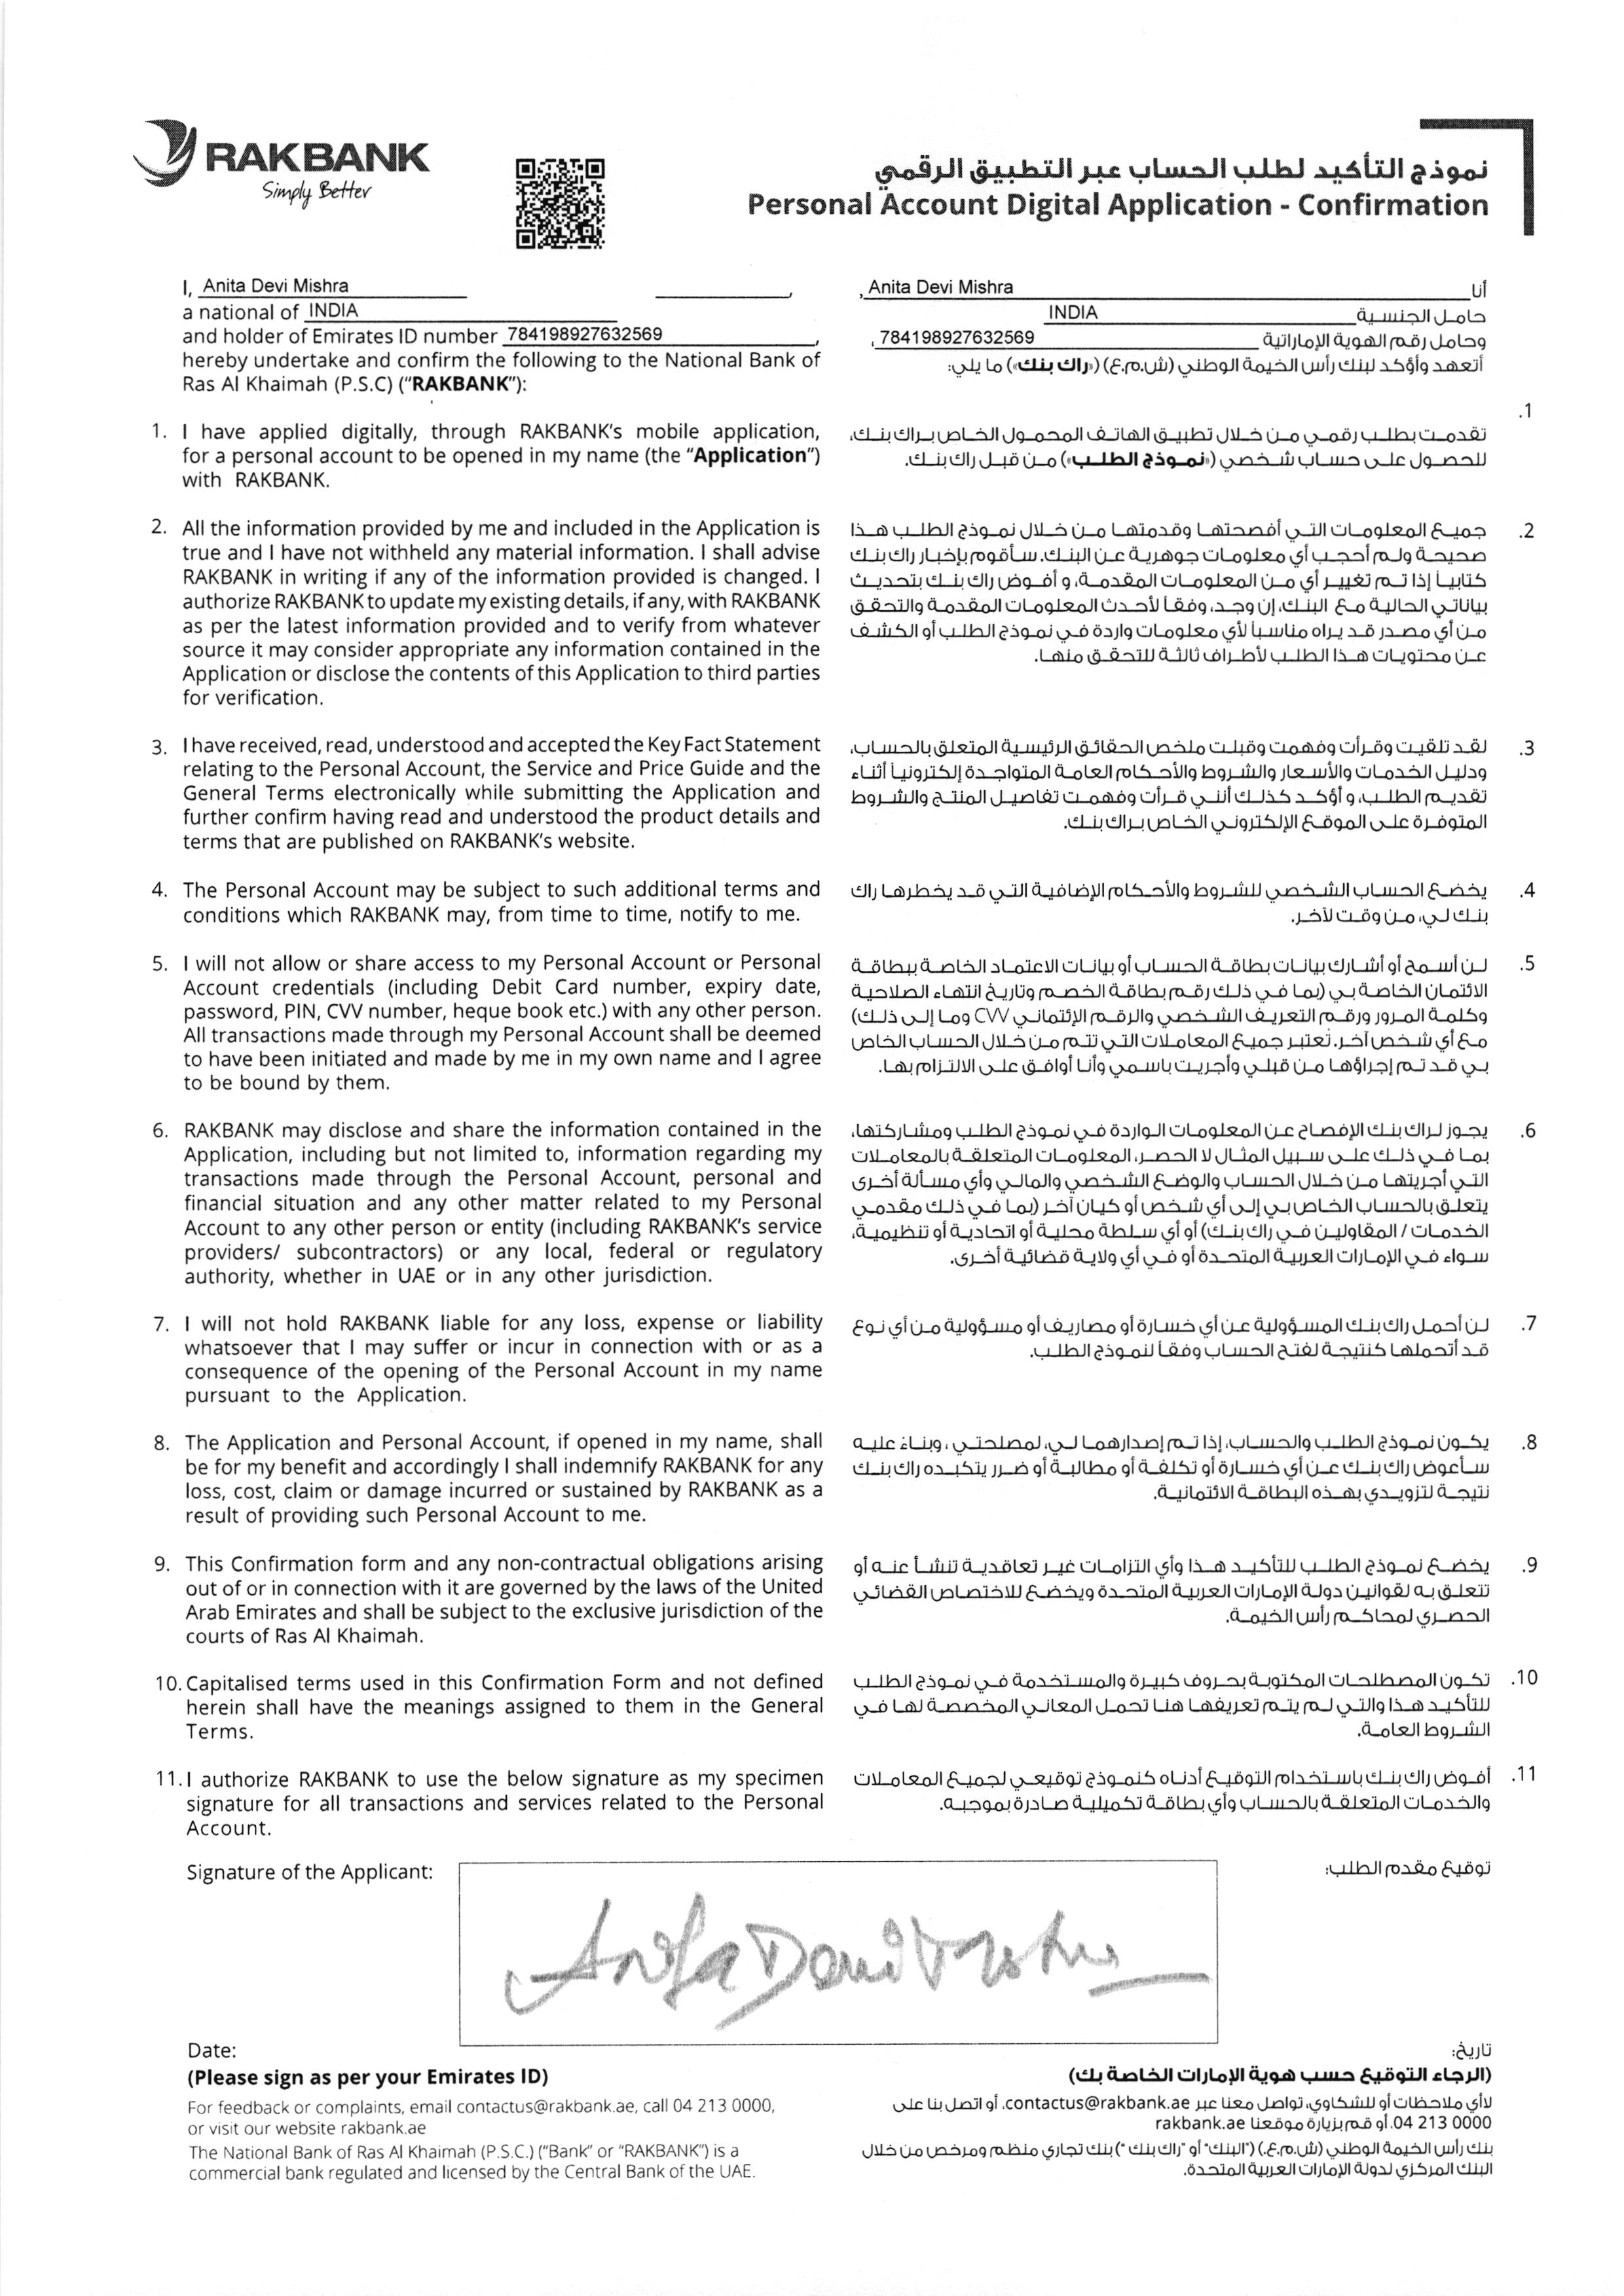 RAKBANK
Simply Better
نموذج التأكيد لطلب الحساب عبر التطبيق الرقمي
Personal Account Digital Application - Confirmation
I, Anita Devi Mishra ,
a national of INDIA
and holder of Emirates ID number 784198927632569,
hereby undertake and confirm the following to the National Bank of
Ras Al Khaimah (P.S.C) (“RAKBANK”):
1. I have applied digitally, through RAKBANK’s mobile application,
for a personal account to be opened in my name (the “Application”)
with RAKBANK.
2. All the information provided by me and included in the Application is
true and I have not withheld any material information. I shall advise
RAKBANK in writing if any of the information provided is changed. I
authorize RAKBANK to update my existing details, if any, with RAKBANK
as per the latest information provided and to verify from whatever
source it may consider appropriate any information contained in the
Application or disclose the contents of this Application to third parties
for verification.
3. I have received, read, understood and accepted the Key Fact Statement
relating to the Personal Account, the Service and Price Guide and the
General Terms electronically while submitting the Application and
further confirm having read and understood the product details and
terms that are published on RAKBANK’s website.
4. The Personal Account may be subject to such additional terms and
conditions which RAKBANK may, from time to time, notify to me.
5. I will not allow or share access to my Personal Account or Personal
Account credentials (including Debit Card number, expiry date,
password, PIN, CVV number, heque book etc.) with any other person.
All transactions made through my Personal Account shall be deemed
to have been initiated and made by me in my own name and I agree
to be bound by them.
6. RAKBANK may disclose and share the information contained in the
Application, including but not limited to, information regarding my
transactions made through the Personal Account, personal and
financial situation and any other matter related to my Personal
Account to any other person or entity (including RAKBANK’s service
providers/ subcontractors) or any local, federal or regulatory
authority, whether in UAE or in any other jurisdiction.
7. I will not hold RAKBANK liable for any loss, expense or liability
whatsoever that I may suffer or incur in connection with or as a
consequence of the opening of the Personal Account in my name
pursuant to the Application.
8. The Application and Personal Account, if opened in my name, shall
be for my benefit and accordingly I shall indemnify RAKBANK for any
loss, cost, claim or damage incurred or sustained by RAKBANK as a
result of providing such Personal Account to me.
9. This Confirmation form and any non-contractual obligations arising
out of or in connection with it are governed by the laws of the United
Arab Emirates and shall be subject to the exclusive jurisdiction of the
courts of Ras Al Khaimah.
10. Capitalised terms used in this Confirmation Form and not defined
herein shall have the meanings assigned to them in the General
Terms.
11. I authorize RAKBANK to use the below signature as my specimen
signature for all transactions and services related to the Personal
Account.
أنا Anita Devi Mishra,
حامل الجنسية INDIA
وحامل رقم الهوية الإماراتية 784198927632569,
أتعهد وأؤكد لبنك رأس الخيمة الوطني (ش.م.ع) («راك بنك») ما يلي:
1.
تقدمت بطلب رقمي من خلال تطبيق الهاتف المحمول الخاص براك بنك،
للحصول على حساب شخصي («نموذج الطلب») من قبل راك بنك.
2. جميع المعلومات التي أفصحتها وقدمتها من خلال نموذج الطلب هذا
صحيحة ولم أحجب أي معلومات جوهرية عن البنك. سأقوم بإخبار راك بنك
كتابياً إذا تم تغيير أي من المعلومات المقدمة، و أفوض راك بنك بتحديث
بياناتي الحالية مع البنك، إن وجد، وفقاً لأحدث المعلومات المقدمة والتحقق
من أي مصدر قد يراه مناسباً لأي معلومات واردة في نموذج الطلب أو الكشف
عن محتويات هذا الطلب لأطراف ثالثة للتحقق منها.
3. لقد تلقيت وقرأت وفهمت وقبلت ملخص الحقائق الرئيسية المتعلق بالحساب،
ودليل الخدمات والأسعار والشروط والأحكام العامة المتواجدة إلكترونياً أثناء
تقديم الطلب، و أؤكد كذلك أنني قرأت وفهمت تفاصيل المنتج والشروط
المتوفرة على الموقع الإلكتروني الخاص براك بنك.
4. يخضع الحساب الشخصي للشروط والأحكام الإضافية التي قد يخطرها راك
بنك لي، من وقت لآخر.
5. لن أسمح أو أشارك بيانات بطاقة الحساب أو بيانات الاعتماد الخاصة ببطاقة
الائتمان الخاصة بي (بما في ذلك رقم بطاقة الخصم وتاريخ انتهاء الصلاحية
وكلمة المرور ورقم التعريف الشخصي والرقم الإئتماني CVV وما إلى ذلك)
مع أي شخص آخر. تُعتبر جميع المعاملات التي تتم من خلال الحساب الخاص
بي قد تم إجراؤها من قبلي وأجريت باسمي وأنا أوافق على الالتزام بها.
6. يجوز لراك بنك الإفصاح عن المعلومات الواردة في نموذج الطلب ومشاركتها،
بما في ذلك على سبيل المثال لا الحصر، المعلومات المتعلقة بالمعاملات
التي أجريتها من خلال الحساب والوضع الشخصي والمالي وأي مسألة أخرى
يتعلق بالحساب الخاص بي إلى أي شخص أو كيان آخر (بما في ذلك مقدمي
الخدمات / المقاولين في راك بنك) أو أي سلطة محلية أو اتحادية أو تنظيمية،
سواء في الإمارات العربية المتحدة أو في أي ولاية قضائية أخرى.
7. لن أحمل راك بنك المسؤولية عن أي خسارة أو مصاريف أو مسؤولية من أي نوع
قد أتحملها كنتيجة لفتح الحساب وفقاً لنموذج الطلب.
8. يكون نموذج الطلب والحساب، إذا تم إصدارهما لي، لمصلحتي، وبناءً عليه
سأعوض راك بنك عن أي خسارة أو تكلفة أو مطالبة أو ضرر يتكبده راك بنك
نتيجة لتزويدي بهذه البطاقة الائتمانية.
9. يخضع نموذج الطلب للتأكيد هذا وأي التزامات غير تعاقدية تنشأ عنه أو
تتعلق به لقوانين دولة الإمارات العربية المتحدة ويخضع للاختصاص القضائي
الحصري لمحاكم رأس الخيمة.
10. تكون المصطلحات المكتوبة بحروف كبيرة والمستخدمة في نموذج الطلب
للتأكيد هذا والتي لم يتم تعريفها هنا تحمل المعاني المخصصة لها في
الشروط العامة.
11. أفوض راك بنك باستخدام التوقيع أدناه كنموذج توقيعي لجميع المعاملات
والخدمات المتعلقة بالحساب وأي بطاقة تكميلية صادرة بموجبه.
Signature of the Applicant:
توقيع مقدم الطلب:
Anita Devi Mishra
Date:
تاريخ:
(Please sign as per your Emirates ID)
(الرجاء التوقيع حسب هوية الإمارات الخاصة بك)
For feedback or complaints, email contactus@rakbank.ae, call 04 213 0000,
or visit our website rakbank.ae
The National Bank of Ras Al Khaimah (P.S.C.) (“Bank” or “RAKBANK”) is a
commercial bank regulated and licensed by the Central Bank of the UAE.
لأي ملاحظات أو للشكاوي، تواصل معنا عبر contactus@rakbank.ae، أو اتصل بنا على
04 213 0000، أو قم بزيارة موقعنا rakbank.ae
بنك رأس الخيمة الوطني (ش.م.ع.) ("البنك" أو "راك بنك") بنك تجاري منظم ومرخص من خلال
البنك المركزي لدولة الإمارات العربية المتحدة.